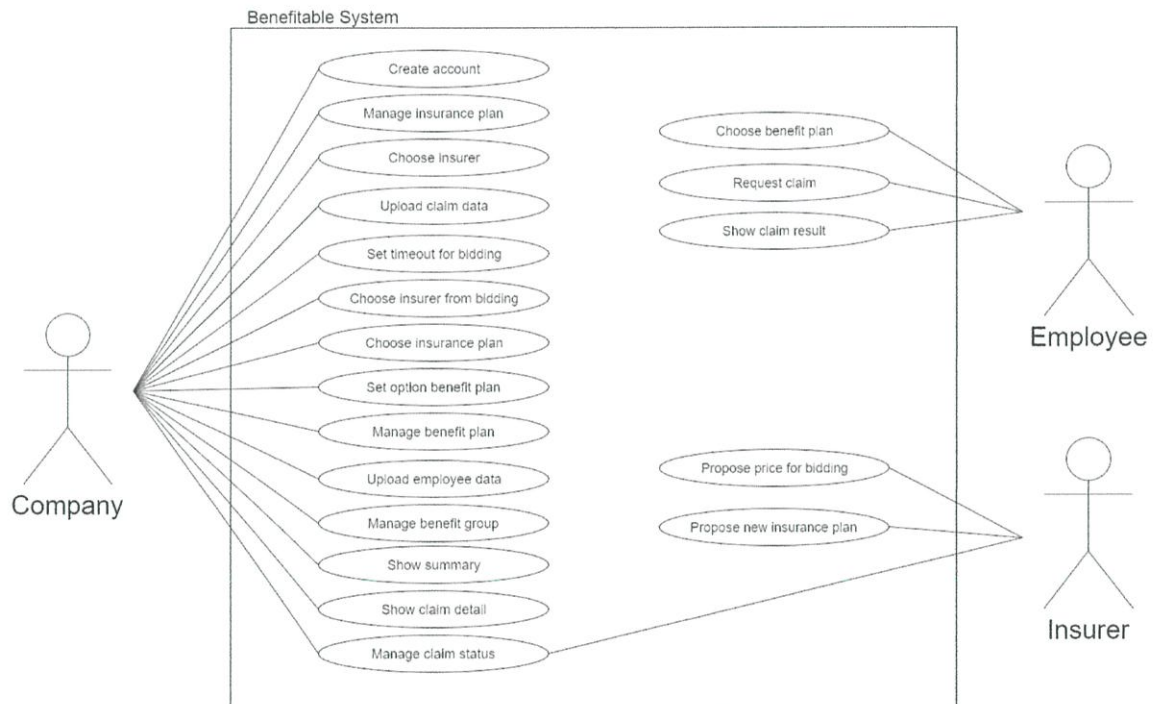 Benefitable System
Create account
Manage insurance plan
Choose insurer
Upload claim data
Set timeout for bidding
Choose insurer from bidding
Choose insurance plan
Set option benefit plan
Manage benefit plan
Upload employee data
Manage benefit group
Show summary
Show claim detail
Manage claim status
Company
Choose benefit plan
Request claim
Show claim result
Employee
Propose price for bidding
Propose new insurance plan
Insurer